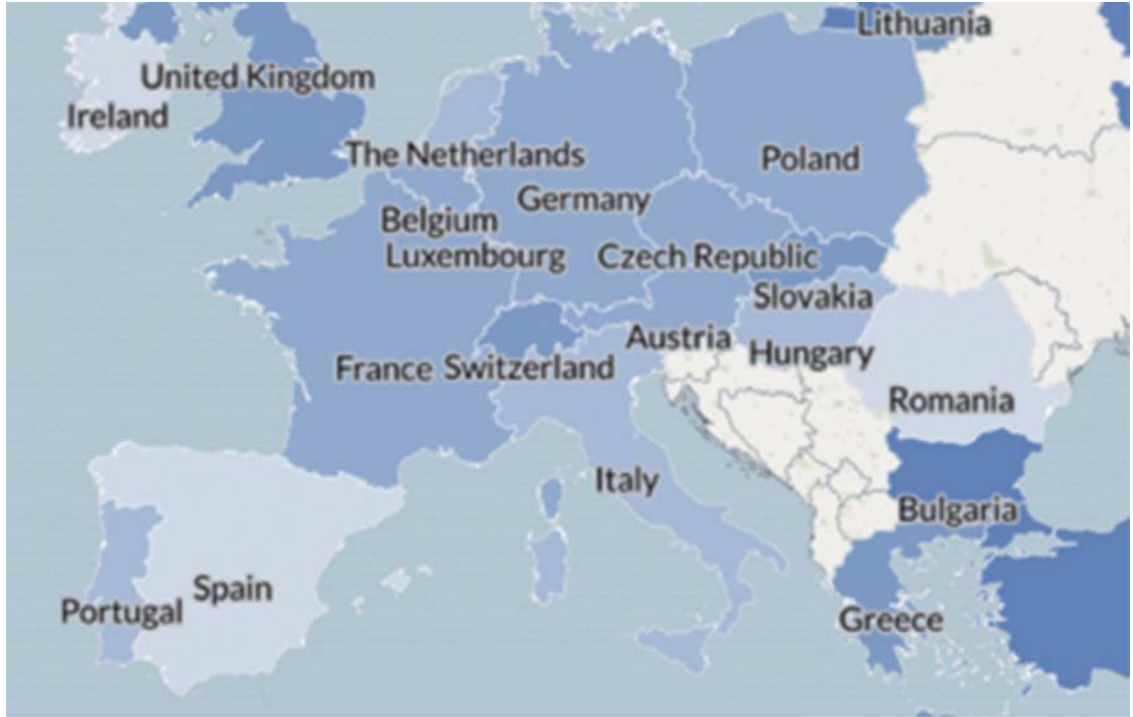 Lithuania
United Kingdom
Ireland
The Netherlands
Poland
Germany
Belgium
Luxembourg
Czech Republic
Slovakia
Austria
Hungary
France
Switzerland
Romania
Italy
Bulgaria
Spain
Portugal
Greece